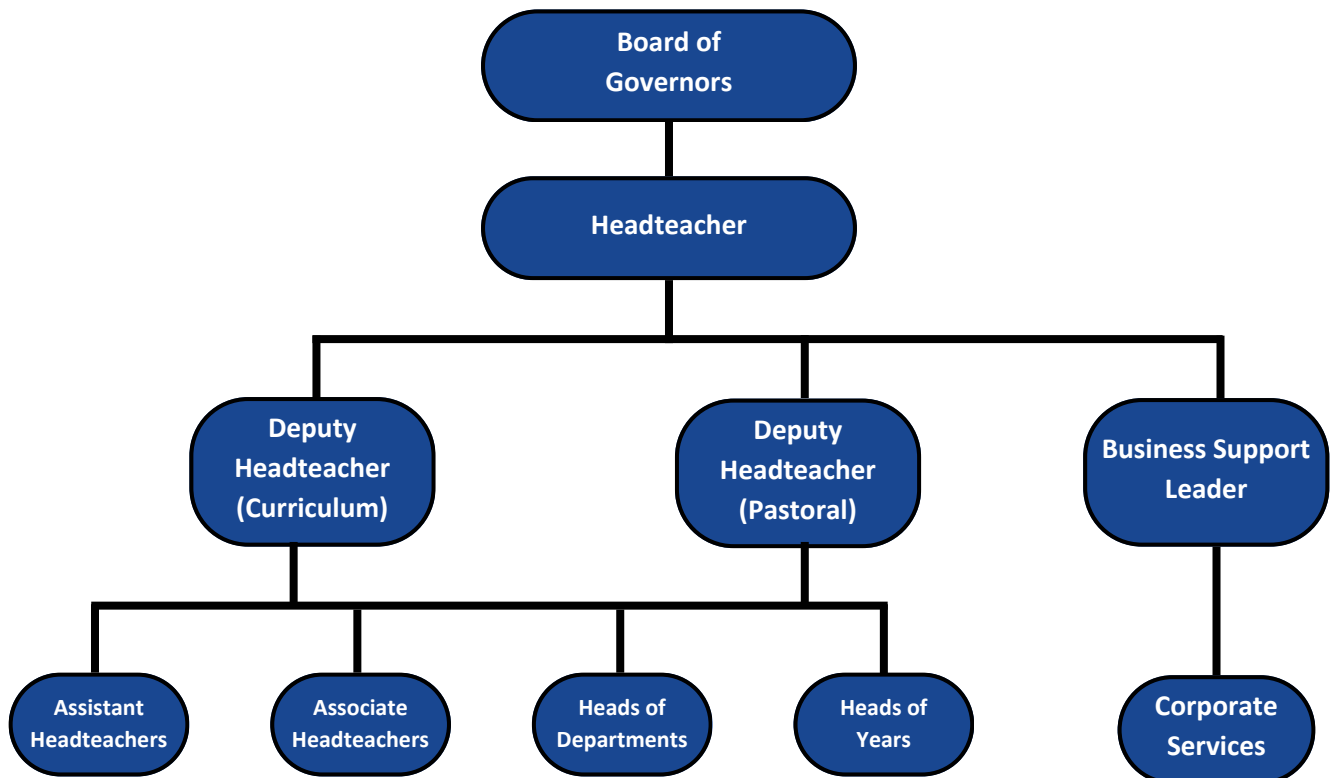 Board of
Governors
Headteacher
Deputy
Headteacher
(Curriculum)
Deputy
Headteacher
(Pastoral)
Business Support
Leader
Assistant
Headteachers
Associate
Headteachers
Heads of
Departments
Heads of
Years
Corporate
Services